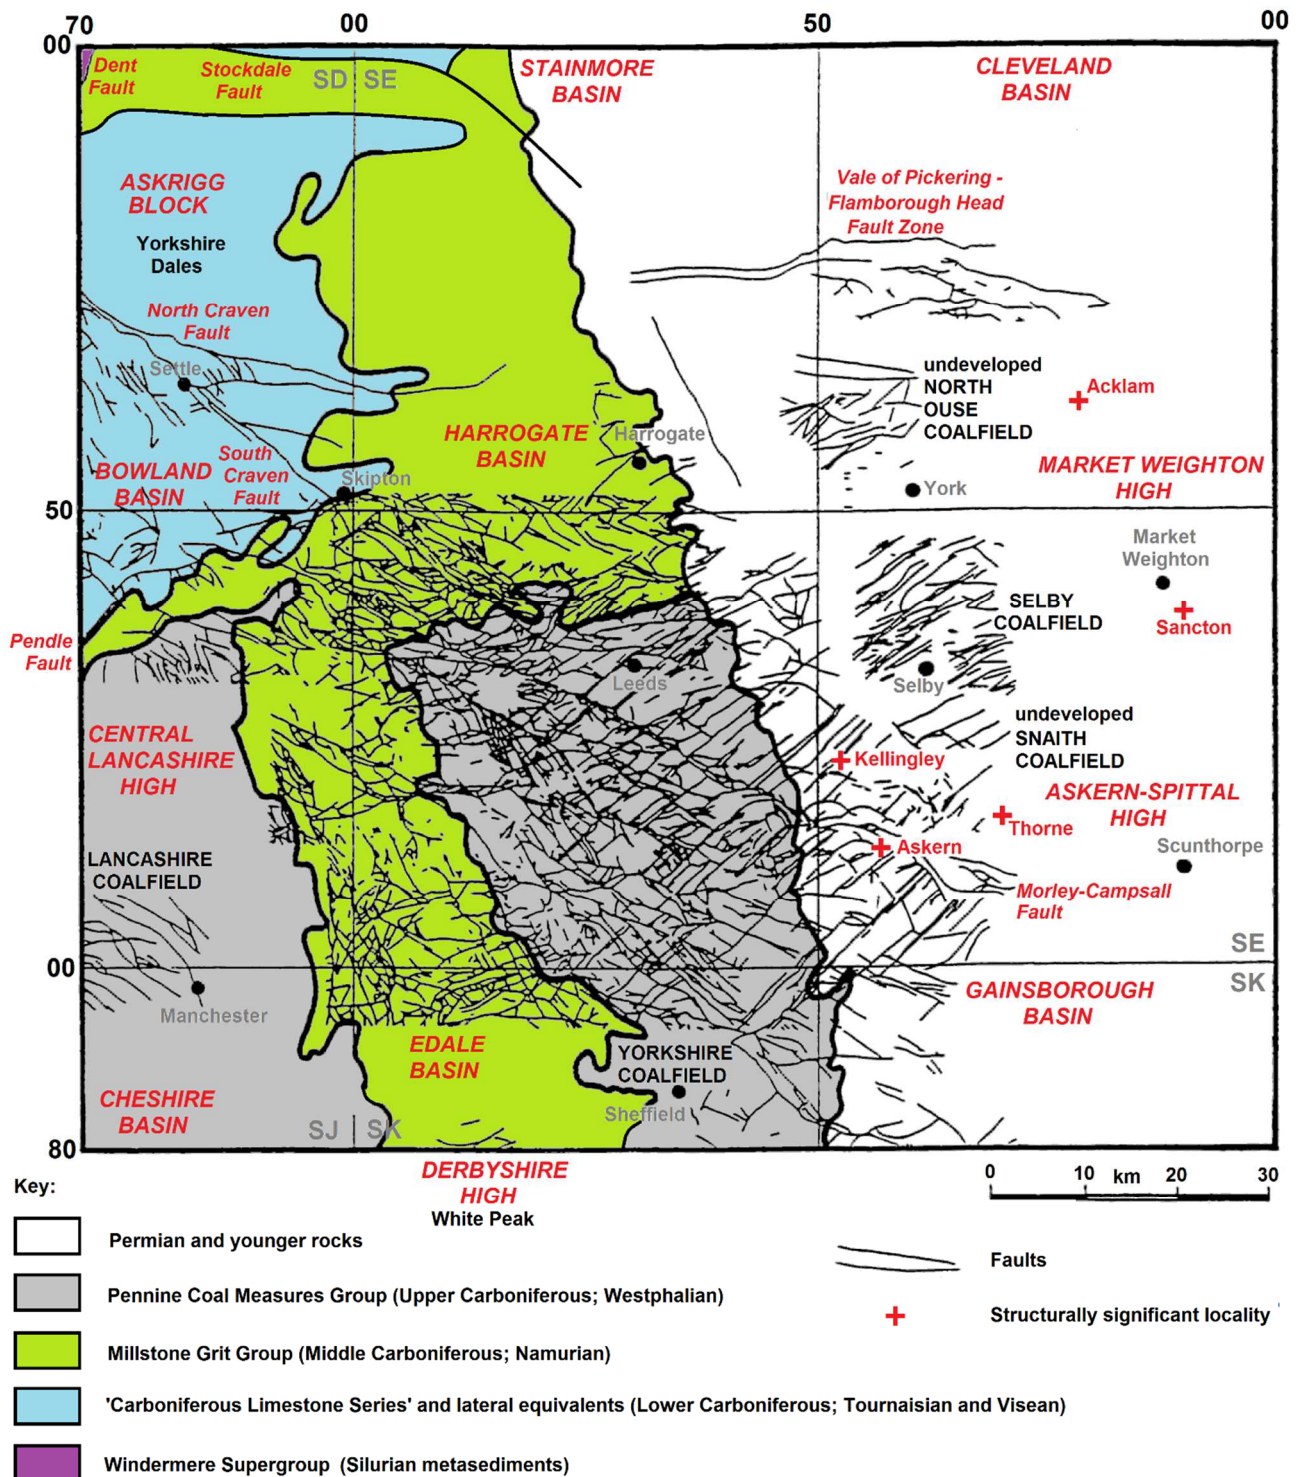 70
00
50
00
00
Dent
Fault
Stockdale
Fault
SD
SE
STAINMORE
BASIN
CLEVELAND
BASIN
ASKRIGG
BLOCK
Yorkshire
Dales
Vale of Pickering -
Flamborough Head
Fault Zone
North Craven
Fault
Settle
undeveloped
NORTH
OUSE
COALFIELD
Acklam
HARROGATE
BASIN
Harrogate
BOWLAND
BASIN
South
Craven
Fault
Skipton
MARKET WEIGHTON
HIGH
York
50
Market
Weighton
SELBY
COALFIELD
Sancton
Pendle
Fault
Leeds
Selby
undeveloped
SNAITH
COALFIELD
CENTRAL
LANCASHIRE
HIGH
Kellingley
ASKERN-SPITTAL
HIGH
Thorne
Askern
Scunthorpe
LANCASHIRE
COALFIELD
Morley-Campsall
Fault
SE
00
SK
Manchester
GAINSBOROUGH
BASIN
EDALE
BASIN
YORKSHIRE
COALFIELD
CHESHIRE
BASIN
Sheffield
SJ
SK
80
DERBYSHIRE
HIGH
White Peak
0
10
km
20
30
Key:
Permian and younger rocks
Faults
Pennine Coal Measures Group (Upper Carboniferous; Westphalian)
Structurally significant locality
Millstone Grit Group (Middle Carboniferous; Namurian)
'Carboniferous Limestone Series' and lateral equivalents (Lower Carboniferous; Tournaisian and Visean)
Windermere Supergroup (Silurian metasediments)